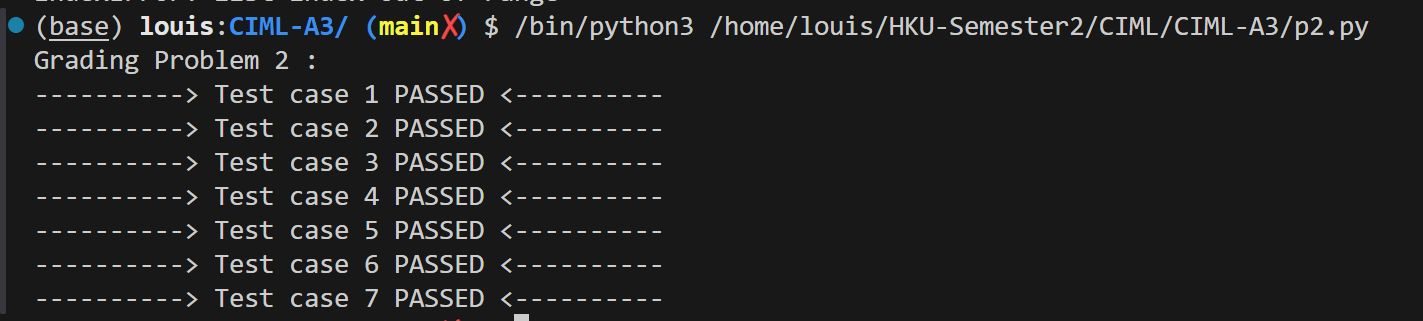 (base) louis:CIML-A3/ (main✗) $ /bin/python3 /home/louis/HKU-Semester2/CIML/CIML-A3/p2.py
Grading Problem 2 :
----------> Test case 1 PASSED <----------
----------> Test case 2 PASSED <----------
----------> Test case 3 PASSED <----------
----------> Test case 4 PASSED <----------
----------> Test case 5 PASSED <----------
----------> Test case 6 PASSED <----------
----------> Test case 7 PASSED <----------